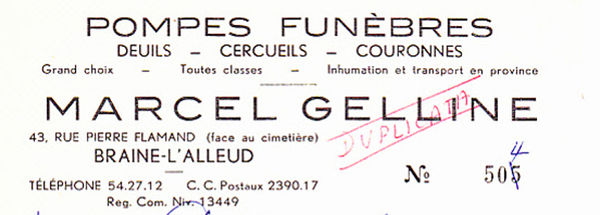 POMPES FUNÈBRES
DEUILS – CERCUEILS – COURONNES
Grand choix – Toutes classes – Inhumation et transport en province
MARCEL GELLINE
DUPLICATA
43, RUE PIERRE FLAMAND (face au cimetière)
BRAINE-L'ALLEUD
№ 505 4
TÉLÉPHONE 54.27.12 C. C. Postaux 2390.17
Reg. Com. Niv. 13449